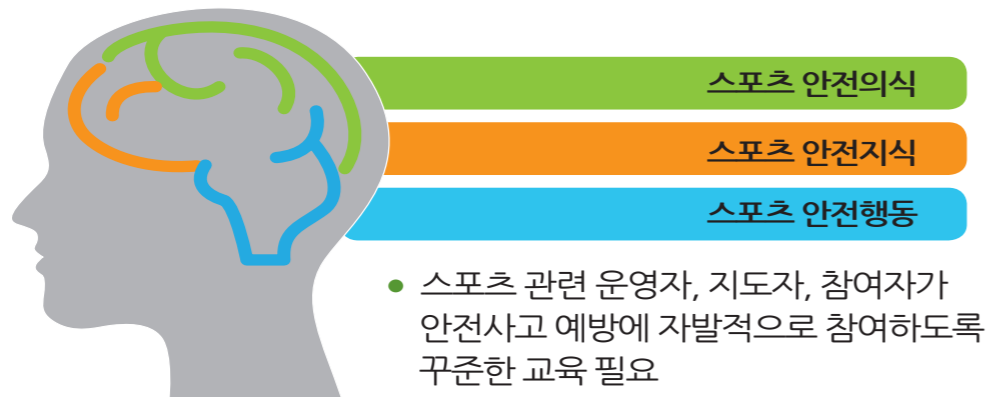 스포츠 안전의식
스포츠 안전지식
스포츠 안전행동
• 스포츠 관련 운영자, 지도자, 참여자가
안전사고 예방에 자발적으로 참여하도록
꾸준한 교육 필요